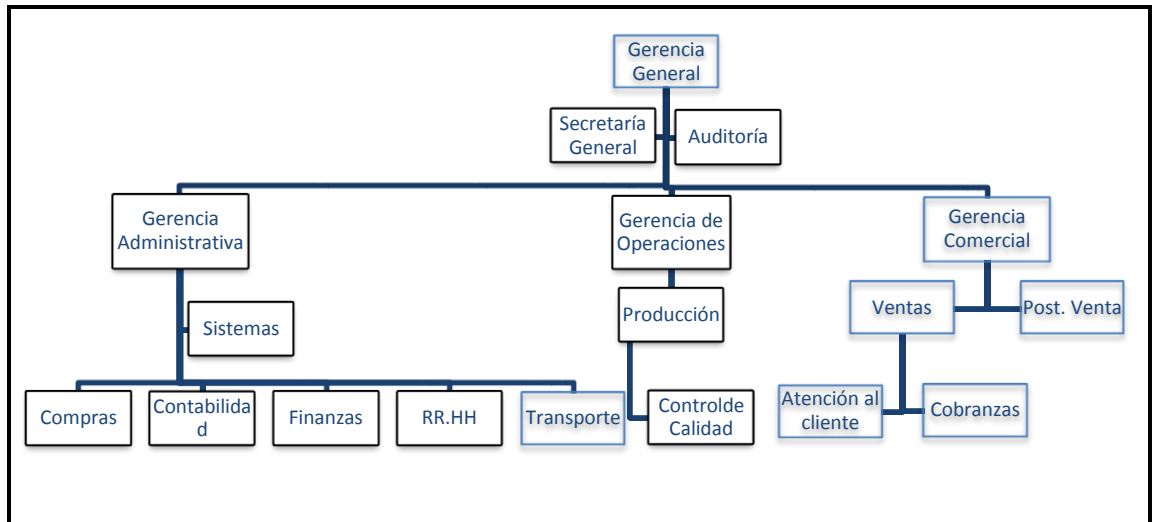 Gerencia
General
Secretaría
General
Auditoría
Gerencia
Administrativa
Gerencia de
Operaciones
Gerencia
Comercial
Sistemas
Producción
Ventas
Post. Venta
Compras
Contabilida
d
Finanzas
RR.HH
Transporte
Controlde
Calidad
Atención al
cliente
Cobranzas